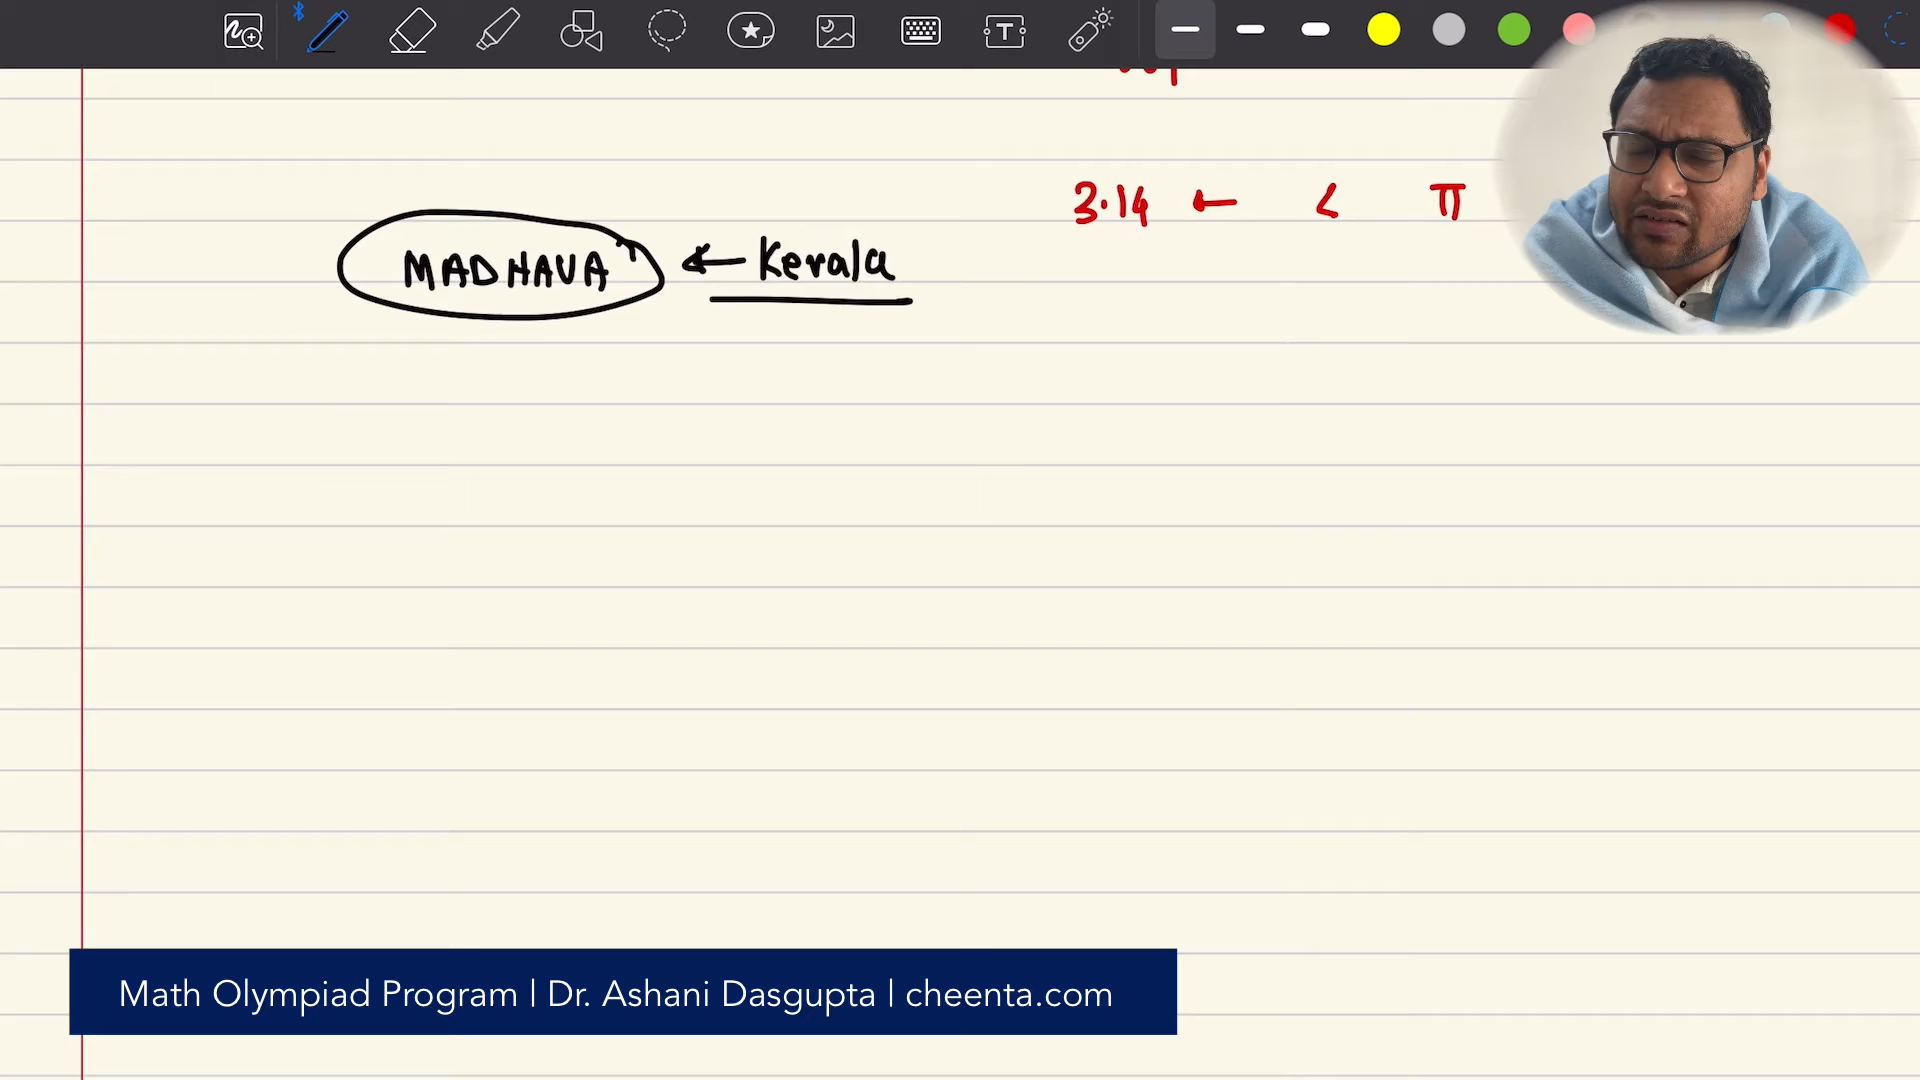 3.14 ← < π
MADHAVA ← Kerala
Math Olympiad Program | Dr. Ashani Dasgupta | cheenta.com